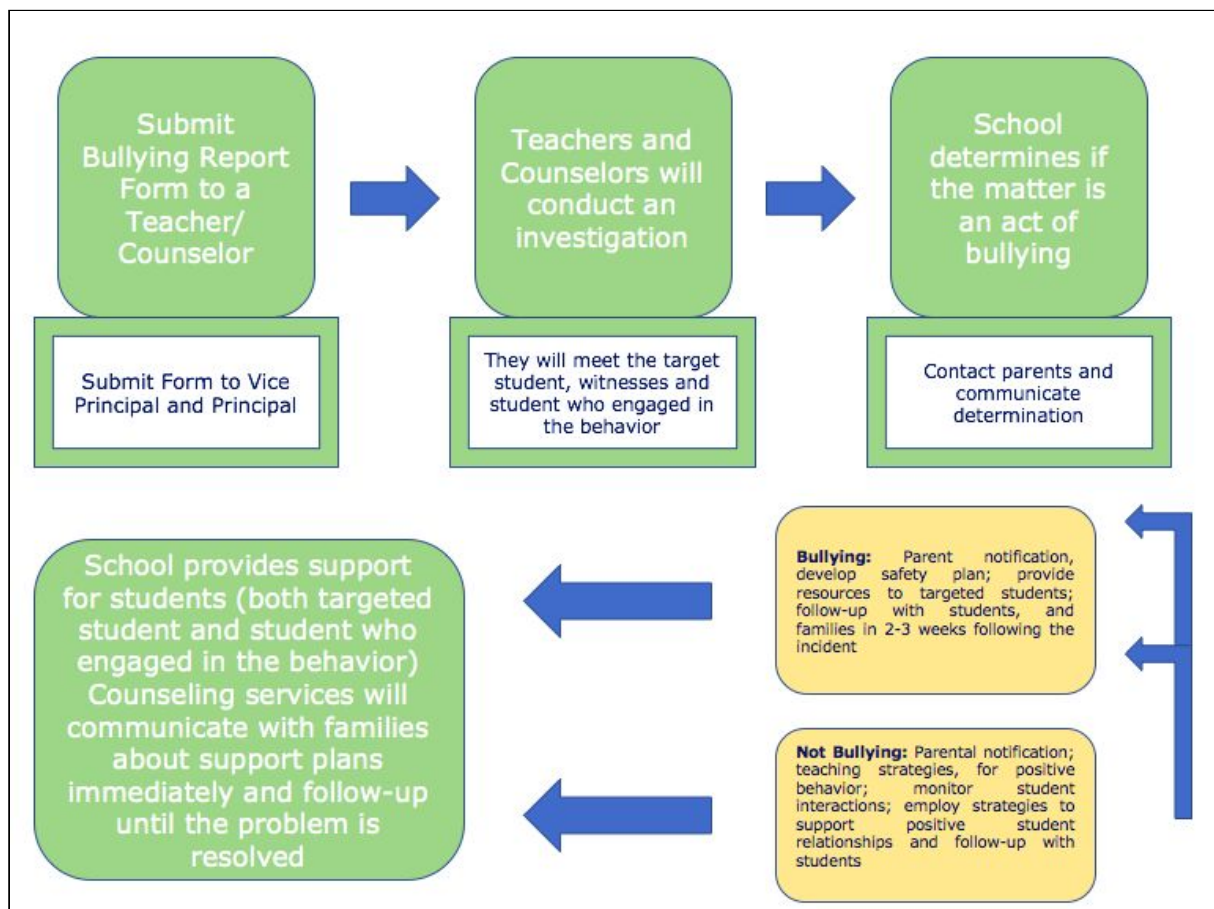 Submit
Bullying Report
Form to a
Teacher/
Counselor
Submit Form to Vice
Principal and Principal
Teachers and
Counselors will
conduct an
investigation
They will meet the target
student, witnesses and
student who engaged in
the behavior
School
determines if
the matter is
an act of
bullying
Contact parents and
communicate
determination
Bullying: Parent notification,
develop safety plan; provide
resources to targeted students;
follow-up with students, and
families in 2-3 weeks following the
incident
Not Bullying: Parental notification;
teaching strategies, for positive
behavior; monitor student
interactions; employ strategies to
support positive student
relationships and follow-up with
students
School provides support
for students (both targeted
student and student who
engaged in the behavior)
Counseling services will
communicate with families
about support plans
immediately and follow-up
until the problem is
resolved